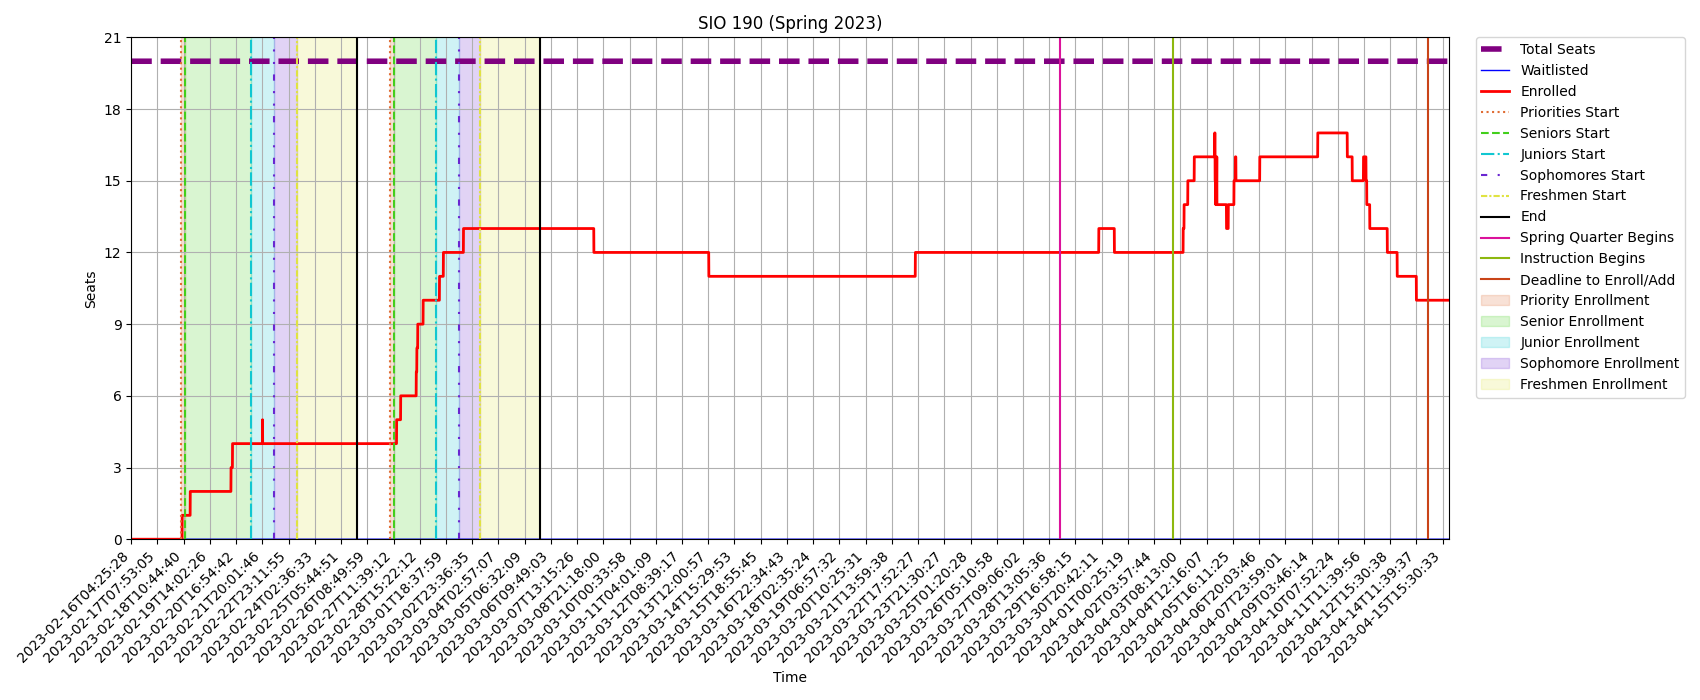 SIO 190 (Spring 2023)
21
18
15
12
9
6
3
0
Seats
2023-02-16T04:25:28
2023-02-17T07:53:05
2023-02-18T10:44:40
2023-02-19T14:02:26
2023-02-20T16:54:42
2023-02-21T20:01:46
2023-02-22T23:11:55
2023-02-24T02:36:33
2023-02-25T05:44:51
2023-02-26T08:49:59
2023-02-27T11:39:12
2023-02-28T15:22:12
2023-03-01T18:37:59
2023-03-02T23:36:35
2023-03-04T02:57:07
2023-03-05T06:32:09
2023-03-06T09:49:03
2023-03-07T13:15:26
2023-03-08T21:18:00
2023-03-10T00:33:58
2023-03-11T04:01:09
2023-03-12T08:39:17
2023-03-13T12:00:57
2023-03-14T15:29:53
2023-03-15T18:55:45
2023-03-16T22:34:43
2023-03-18T02:35:24
2023-03-19T06:57:32
2023-03-20T10:25:31
2023-03-21T13:59:38
2023-03-22T17:52:27
2023-03-23T21:30:27
2023-03-25T01:20:28
2023-03-26T05:10:58
2023-03-27T09:06:02
2023-03-28T13:05:36
2023-03-29T16:58:15
2023-03-30T20:42:11
2023-04-01T00:25:19
2023-04-02T03:57:44
2023-04-03T08:13:00
2023-04-04T12:16:07
2023-04-05T16:11:25
2023-04-06T20:03:46
2023-04-07T23:59:01
2023-04-09T03:46:14
2023-04-10T07:52:24
2023-04-11T11:39:56
2023-04-12T15:30:38
2023-04-14T11:39:37
2023-04-15T15:30:33
Time
Total Seats
Waitlisted
Enrolled
Priorities Start
Seniors Start
Juniors Start
Sophomores Start
Freshmen Start
End
Spring Quarter Begins
Instruction Begins
Deadline to Enroll/Add
Priority Enrollment
Senior Enrollment
Junior Enrollment
Sophomore Enrollment
Freshmen Enrollment